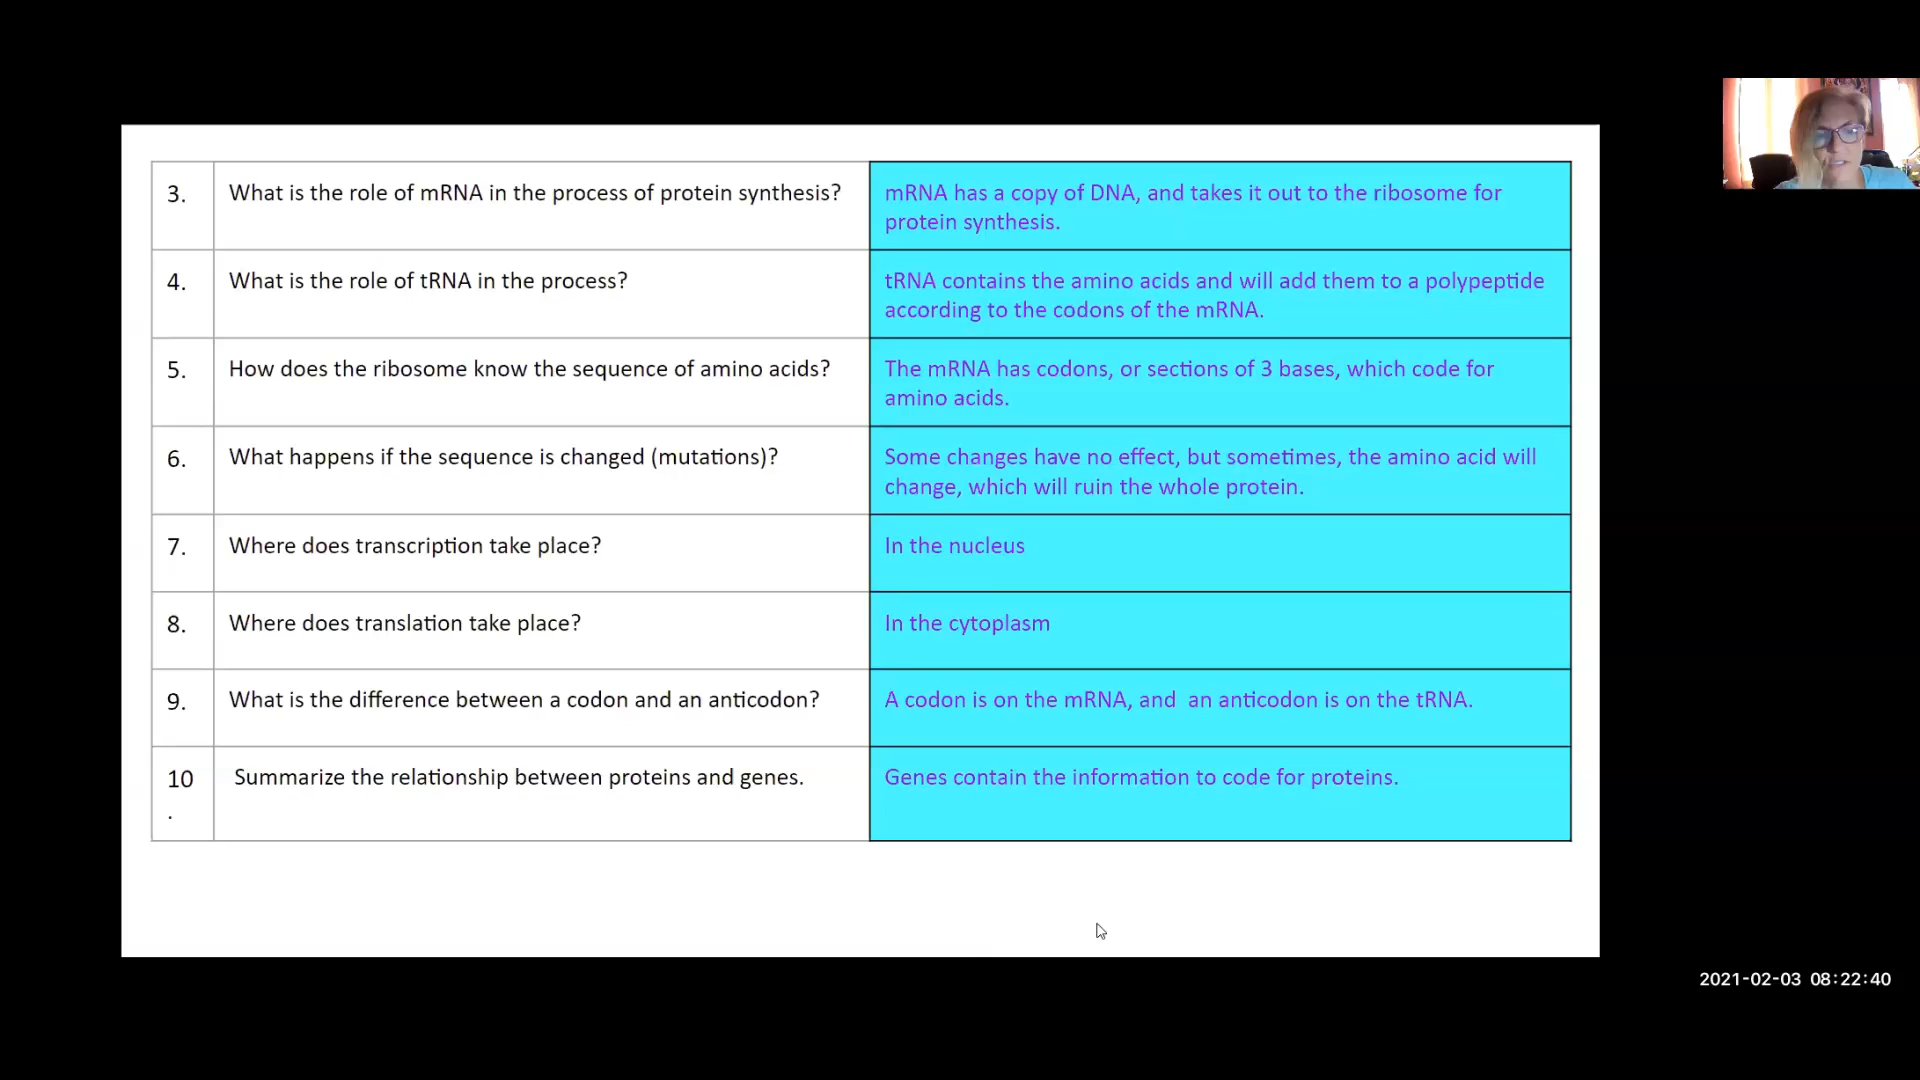 3. What is the role of mRNA in the process of protein synthesis? mRNA has a copy of DNA, and takes it out to the ribosome for
protein synthesis.
4. What is the role of tRNA in the process? tRNA contains the amino acids and will add them to a polypeptide
according to the codons of the mRNA.
5. How does the ribosome know the sequence of amino acids? The mRNA has codons, or sections of 3 bases, which code for
amino acids.
6. What happens if the sequence is changed (mutations)? Some changes have no effect, but sometimes, the amino acid will
change, which will ruin the whole protein.
7. Where does transcription take place? In the nucleus
8. Where does translation take place? In the cytoplasm
9. What is the difference between a codon and an anticodon? A codon is on the mRNA, and  an anticodon is on the tRNA.
10 Summarize the relationship between proteins and genes. Genes contain the information to code for proteins.
.
2021-02-03 08:22:40